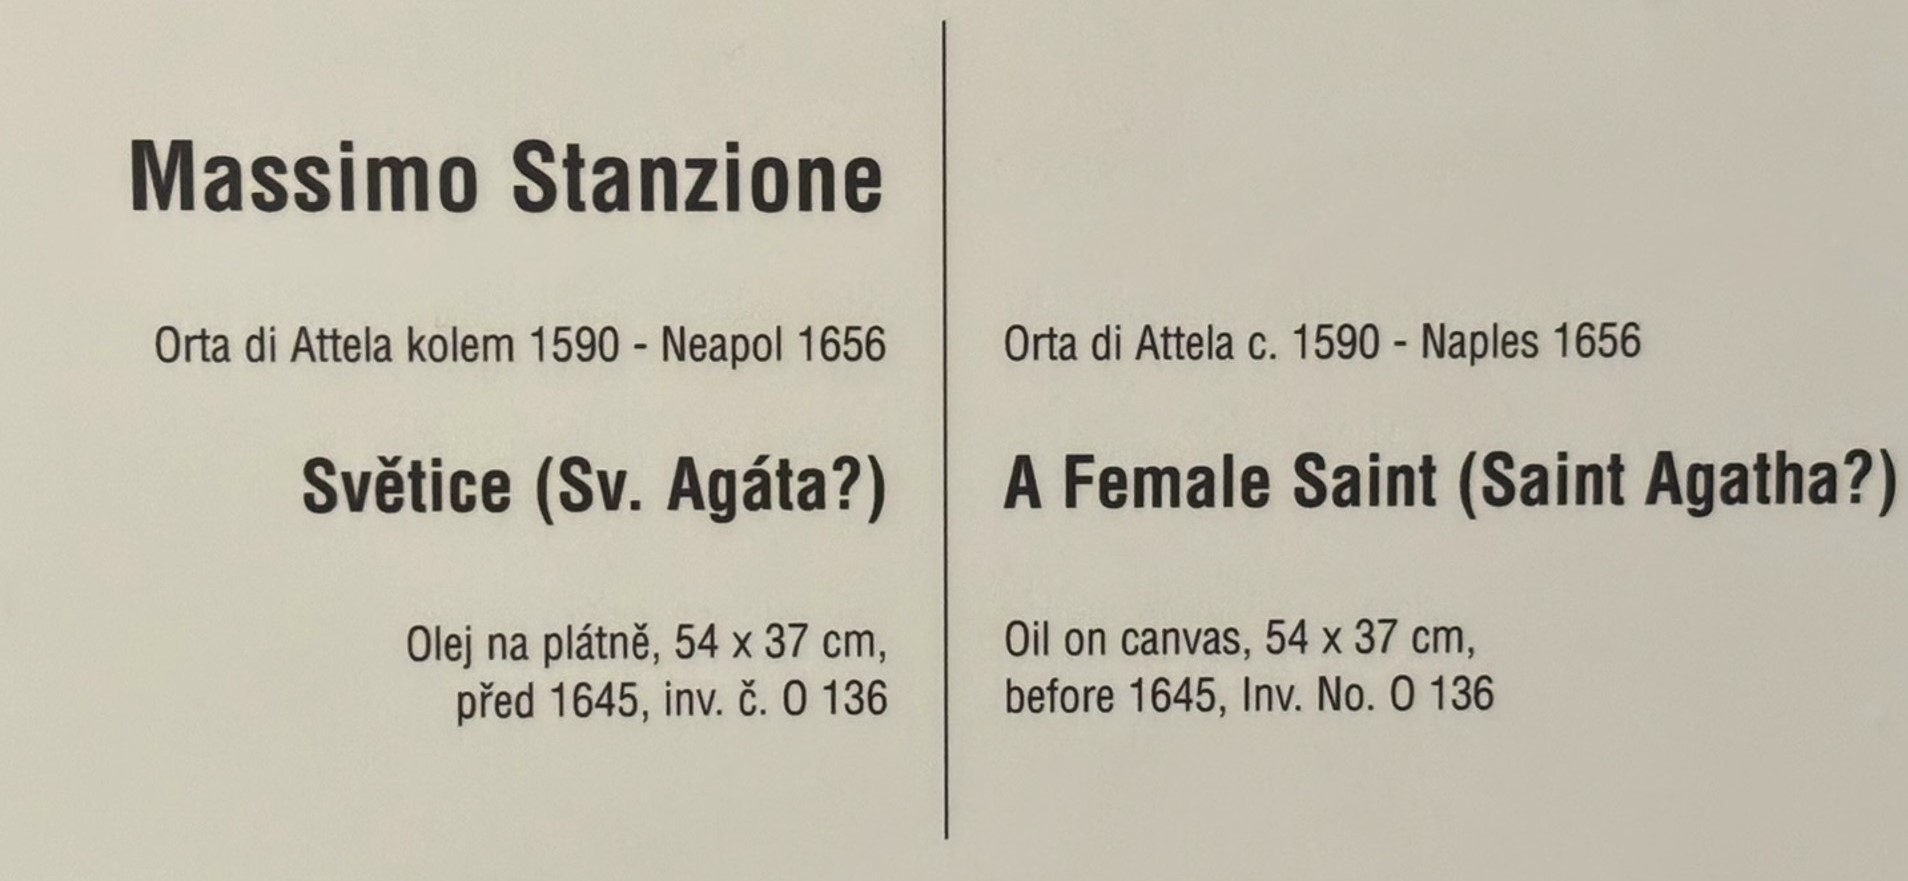 Massimo Stanzione
Orta di Attela kolem 1590 - Neapol 1656
Světice (Sv. Agáta?)
Olej na plátně, 54 x 37 cm,
před 1645, inv. č. O 136
Orta di Attela c. 1590 - Naples 1656
A Female Saint (Saint Agatha?)
Oil on canvas, 54 x 37 cm,
before 1645, Inv. No. O 136